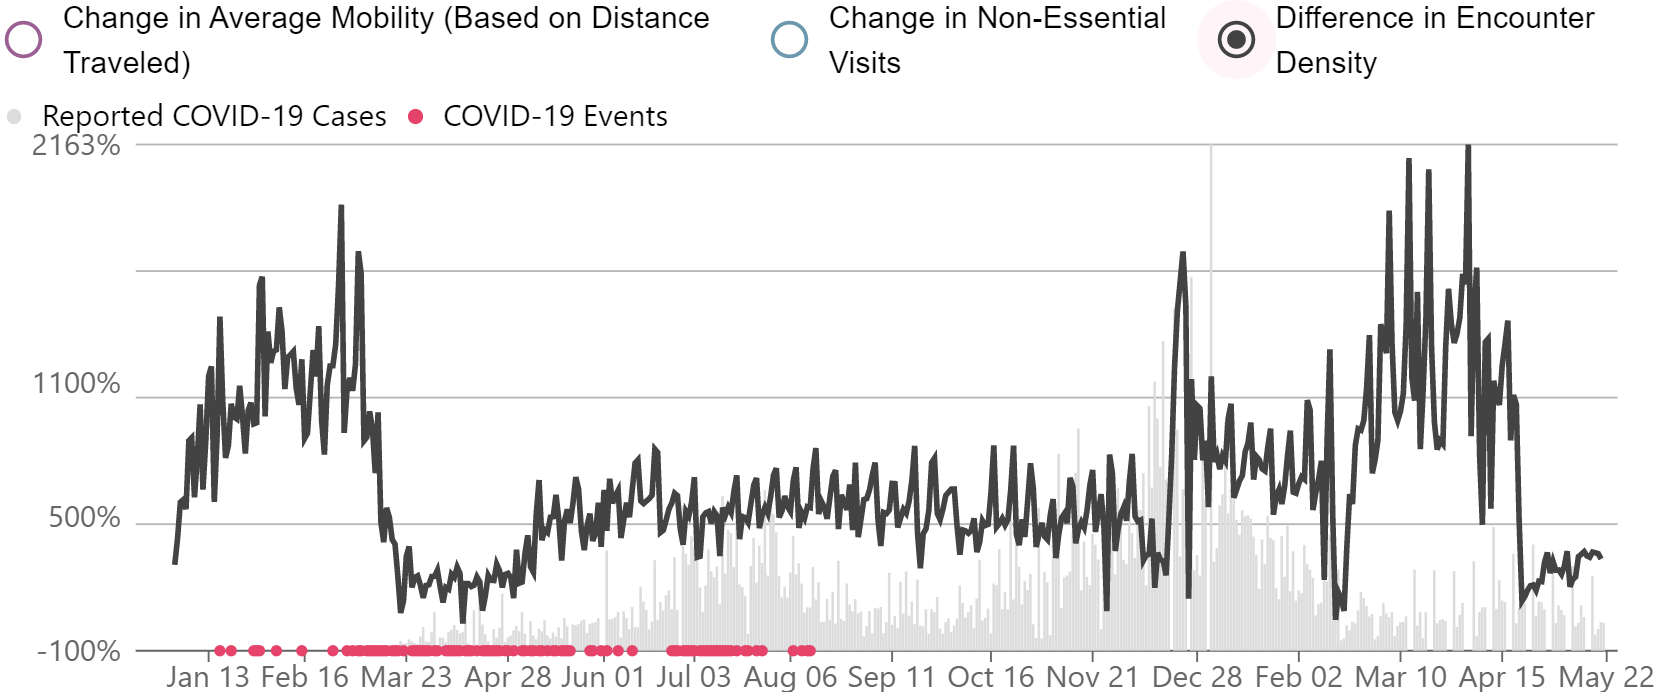 Change in Average Mobility (Based on Distance
Traveled)
Change in Non-Essential
Visits
Difference in Encounter
Density
Reported COVID-19 Cases
COVID-19 Events
2163%
1100%
500%
-100%
Jan 13
Feb 16
Mar 23
Apr 28
Jun 01
Jul 03
Aug 06
Sep 11
Oct 16
Nov 21
Dec 28
Feb 02
Mar 10
Apr 15
May 22